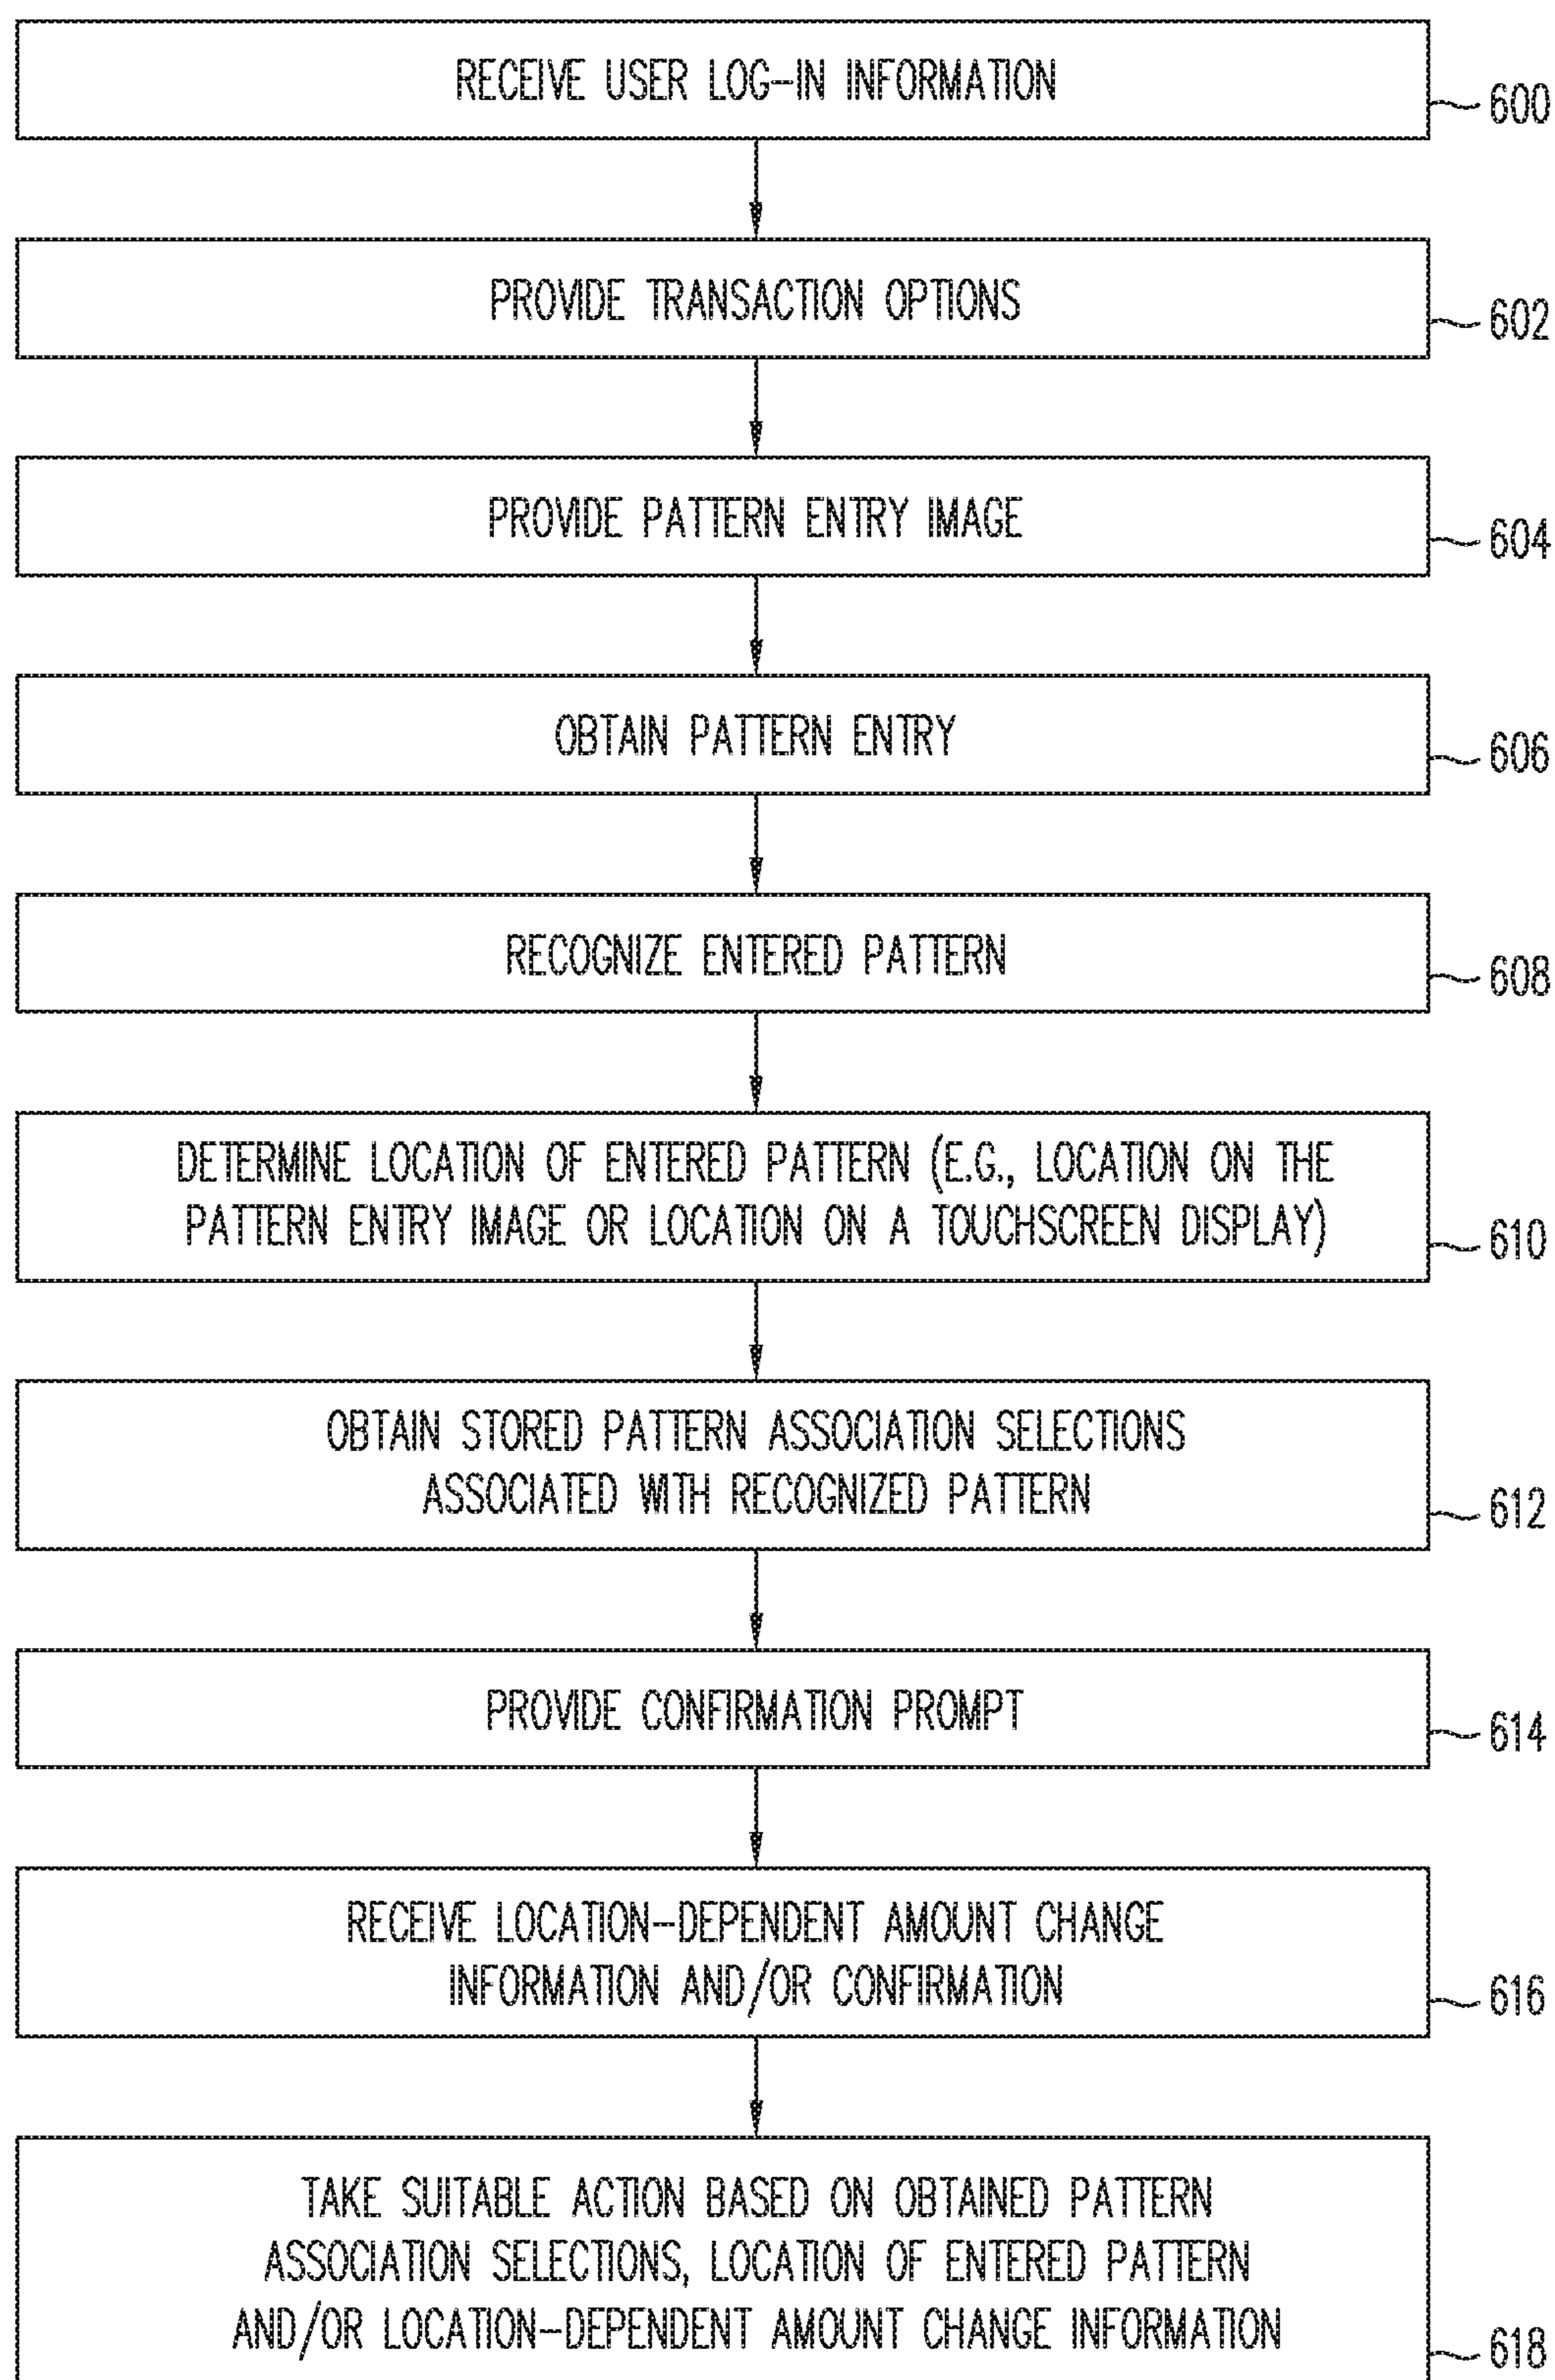 RECEIVE USER LOG-IN INFORMATION
600
PROVIDE TRANSACTION OPTIONS
602
PROVIDE PATTERN ENTRY IMAGE
604
OBTAIN PATTERN ENTRY
606
RECOGNIZE ENTERED PATTERN
608
DETERMINE LOCATION OF ENTERED PATTERN (E.G., LOCATION ON THE
PATTERN ENTRY IMAGE OR LOCATION ON A TOUCHSCREEN DISPLAY)
610
OBTAIN STORED PATTERN ASSOCIATION SELECTIONS
ASSOCIATED WITH RECOGNIZED PATTERN
612
PROVIDE CONFIRMATION PROMPT
614
RECEIVE LOCATION-DEPENDENT AMOUNT CHANGE
INFORMATION AND/OR CONFIRMATION
616
TAKE SUITABLE ACTION BASED ON OBTAINED PATTERN
ASSOCIATION SELECTIONS, LOCATION OF ENTERED PATTERN
AND/OR LOCATION-DEPENDENT AMOUNT CHANGE INFORMATION
618